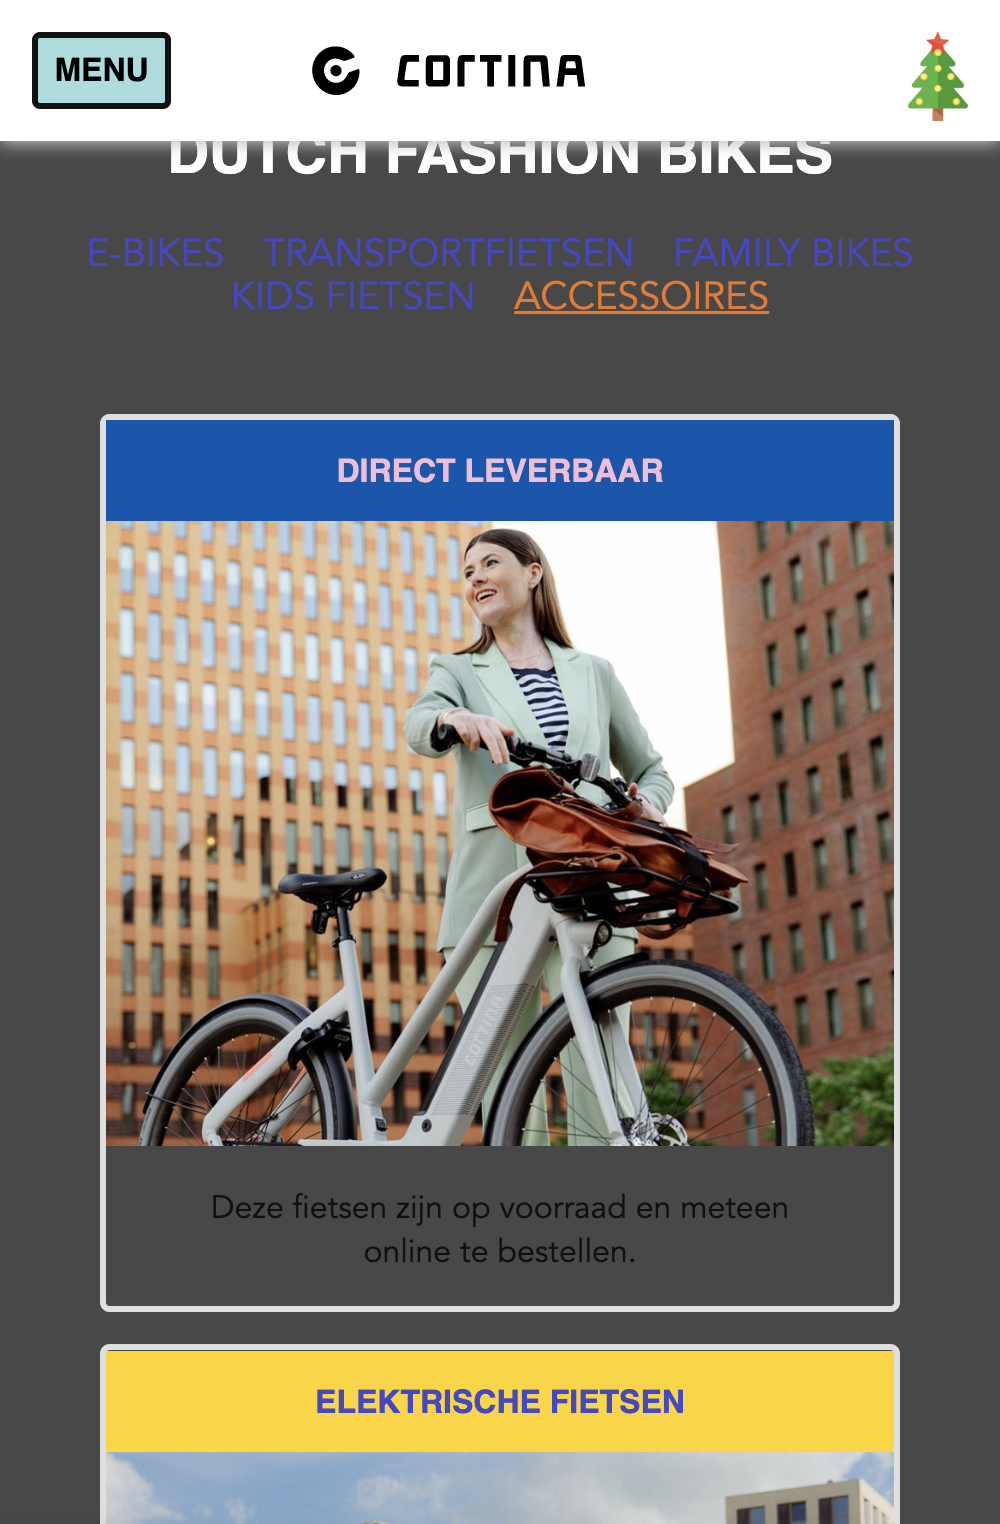 MENU
CORTINA
DUTCH FASHION BIKES
E-BIKES TRANSPORTFIETSEN FAMILY BIKES
KIDS FIETSEN ACCESSOIRES
DIRECT LEVERBAAR
CORTINA
Deze fietsen zijn op voorraad en meteen
online te bestellen.
ELEKTRISCHE FIETSEN